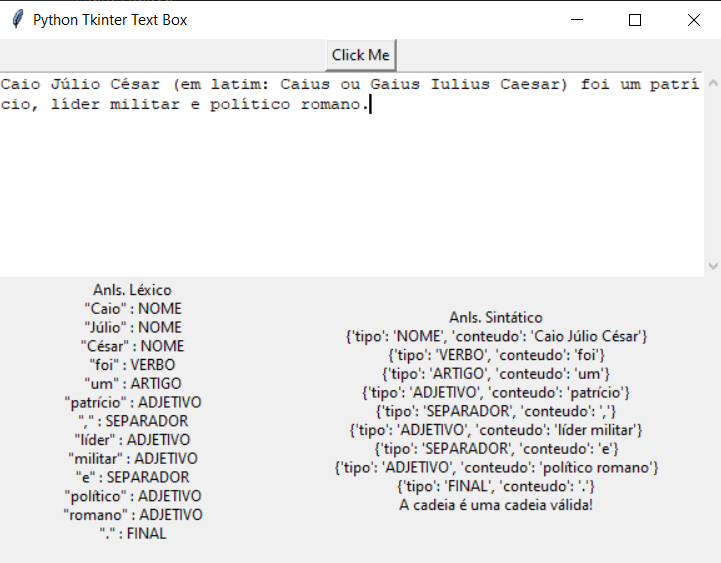 Python Tkinter Text Box
Click Me
Caio Júlio César (em latim: Caius ou Gaius Iulius Caesar) foi um patrí
cio, líder militar e político romano.
Anls. Léxico
"Caio" : NOME
"Júlio" : NOME
"César" : NOME
"foi" : VERBO
"um" : ARTIGO
"patrício" : ADJETIVO
"," : SEPARADOR
"líder" : ADJETIVO
"militar" : ADJETIVO
"e" : SEPARADOR
"político" : ADJETIVO
"romano" : ADJETIVO
"." : FINAL
Anls. Sintático
{'tipo': 'NOME', 'conteudo': 'Caio Júlio César'}
{'tipo': 'VERBO', 'conteudo': 'foi'}
{'tipo': 'ARTIGO', 'conteudo': 'um'}
{'tipo': 'ADJETIVO', 'conteudo': 'patrício'}
{'tipo': 'SEPARADOR', 'conteudo': ','}
{'tipo': 'ADJETIVO', 'conteudo': 'líder militar'}
{'tipo': 'SEPARADOR', 'conteudo': 'e'}
{'tipo': 'ADJETIVO', 'conteudo': 'político romano'}
{'tipo': 'FINAL', 'conteudo': '.'}
A cadeia é uma cadeia válida!